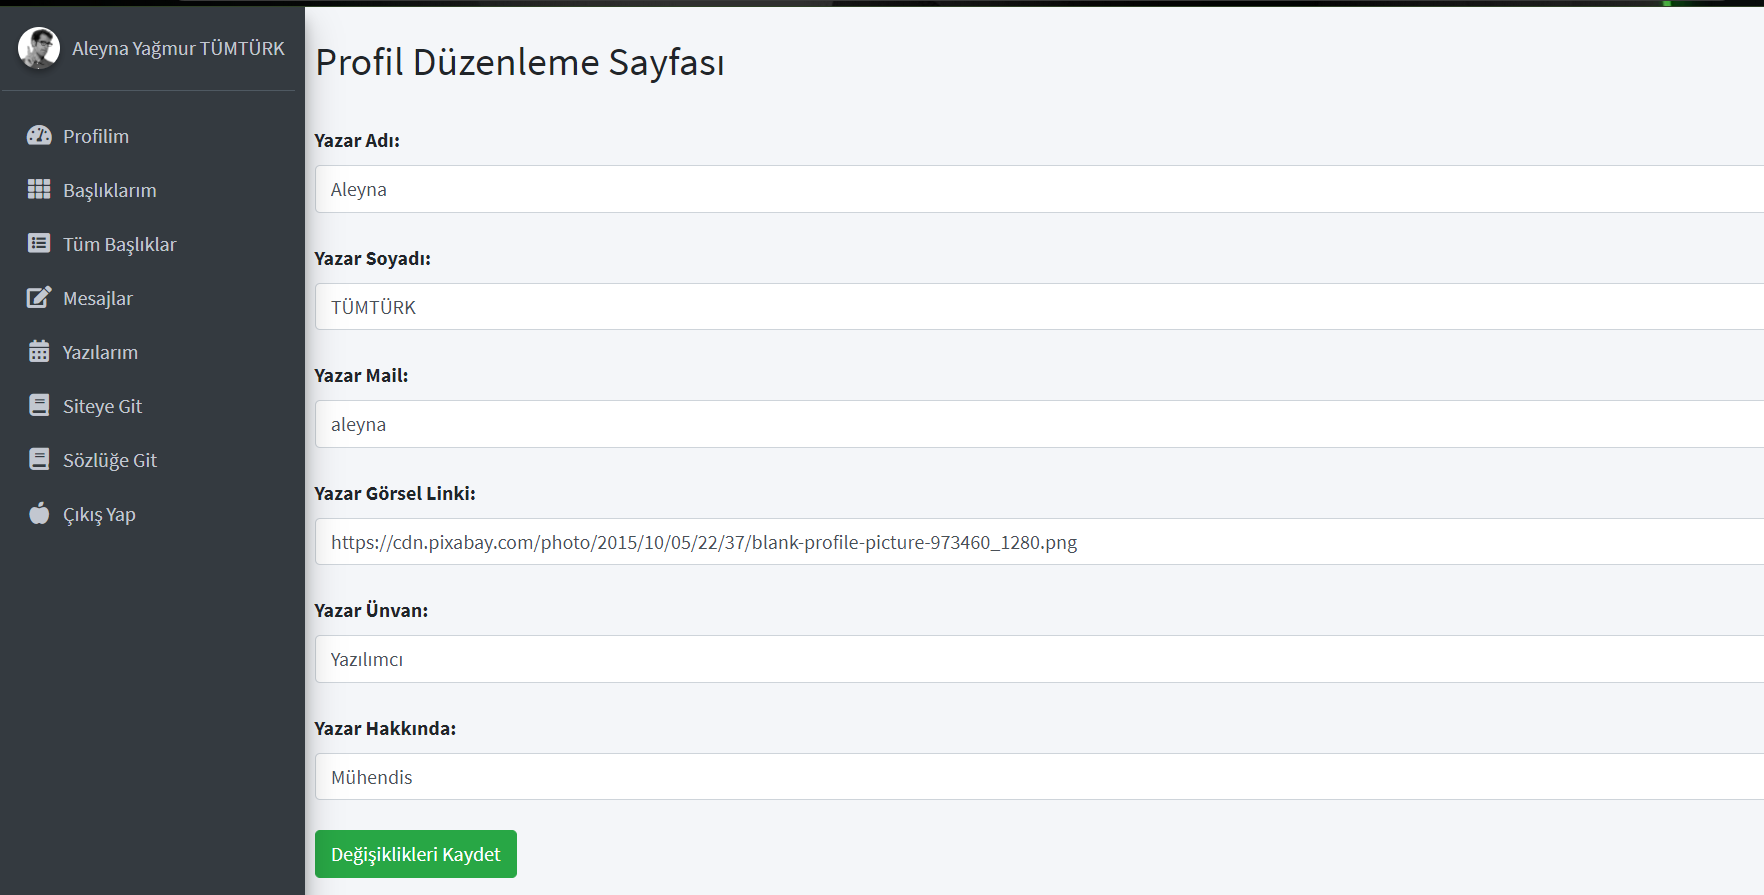 Aleyna Yağmur TÜMTÜRK
Profilim
Başlıklarım
Tüm Başlıklar
Mesajlar
Yazılarım
Siteye Git
Sözlüğe Git
Çıkış Yap
Profil Düzenleme Sayfası
Yazar Adı:
Aleyna
Yazar Soyadı:
TÜMTÜRK
Yazar Mail:
aleyna
Yazar Görsel Linki:
https://cdn.pixabay.com/photo/2015/10/05/22/37/blank-profile-picture-973460_1280.png
Yazar Ünvan:
Yazılımcı
Yazar Hakkında:
Mühendis
Değişiklikleri Kaydet